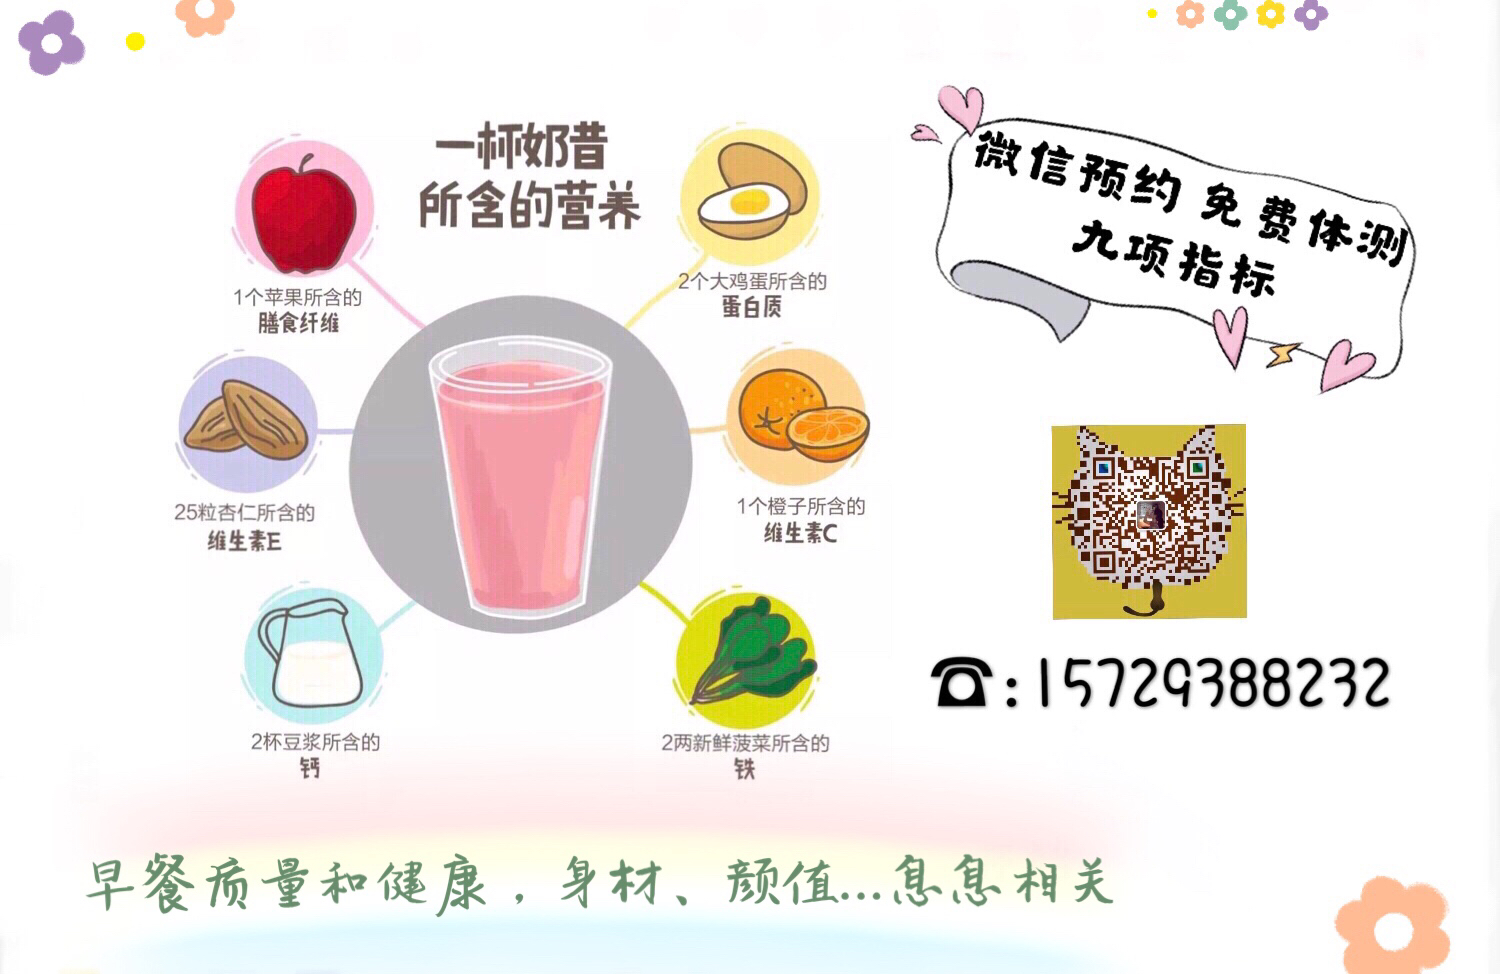 一杯奶昔
所含的营养
1个苹果所含的
膳食纤维
2个大鸡蛋所含的
蛋白质
25粒杏仁所含的
维生素E
1个橙子所含的
维生素C
2杯豆浆所含的
钙
2两新鲜菠菜所含的
铁
微信预约 免费体测
九项指标
☎:15729388232
早餐质量和健康，身材、颜值...息息相关